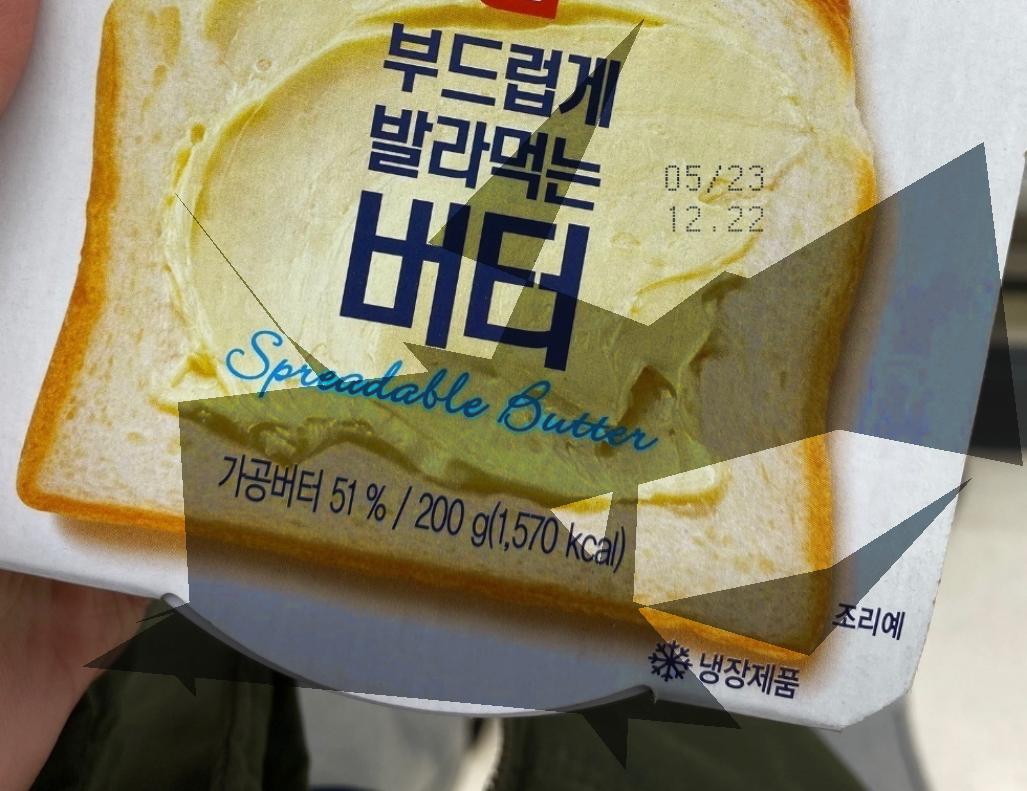 부드럽게
발라먹는
버터
05/23
12.22
Spreadable Butter
가공버터 51 % / 200 g(1,570 kcal)
조리예
냉장제품